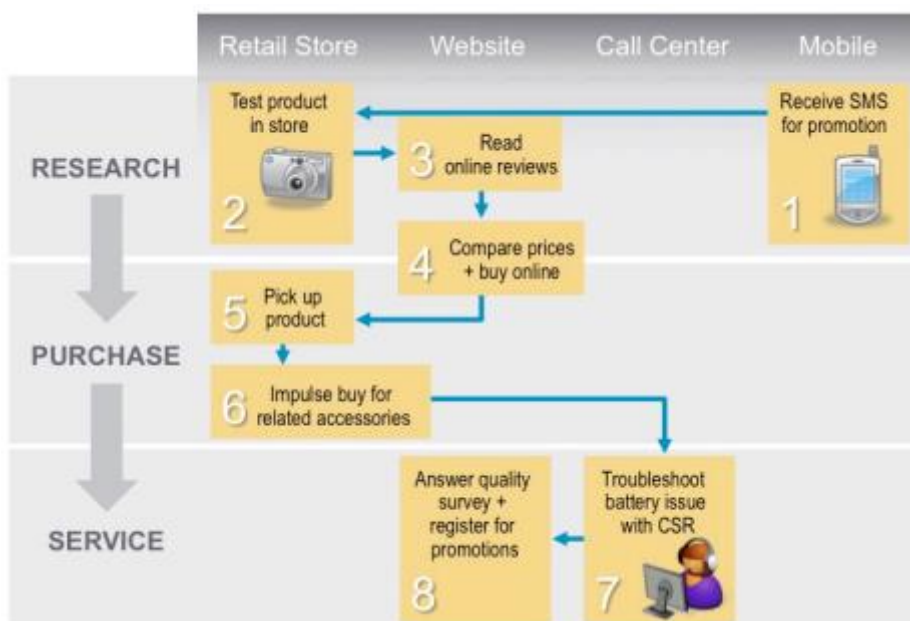 Retail Store Website Call Center Mobile
RESEARCH
PURCHASE
SERVICE
Receive SMS
for promotion
1
Test product
in store
2
3
Read
online reviews
4
Compare prices
+ buy online
5
Pick up
product
6
Impulse buy for
related accessories
Troubleshoot
battery issue
with CSR
7
Answer quality
survey +
register for
promotions
8